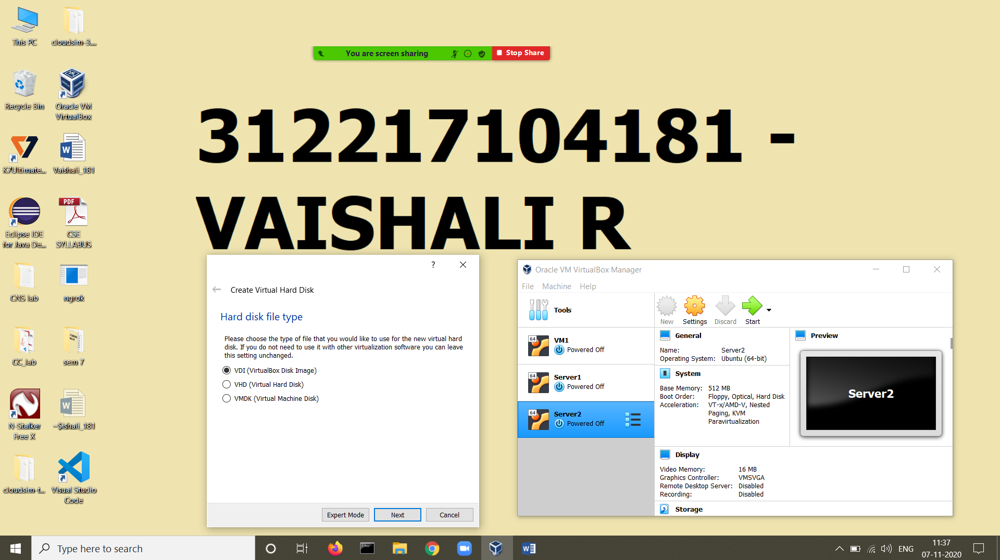 This PC
cloudsim-3....
Recycle Bin
Oracle VM
VirtualBox
K7Ultimate...
Vaishali_181
PDF
Eclipse IDE
for Java De...
CSE
SYLLABUS
CNS lab
ngrok
CC_lab
sem 7
N-Stalker
Free X
~$ishali_181
cloudsim-t...
Visual Studio
Code
You are screen sharing
Stop Share
312217104181 -
VAISHALI R
?
Create Virtual Hard Disk
Hard disk file type
Please choose the type of file that you would like to use for the new virtual hard
disk. If you do not need to use it with other virtualization software you can leave
this setting unchanged.
VDI (VirtualBox Disk Image)
VHD (Virtual Hard Disk)
VMDK (Virtual Machine Disk)
Expert Mode Next Cancel
Oracle VM VirtualBox Manager
File Machine Help
Tools
New Settings Discard Start
64 VM1
Powered Off
64 Server1
Powered Off
64 Server2
Powered Off
General
Name: Server2
Operating System: Ubuntu (64-bit)
System
Base Memory: 512 MB
Boot Order: Floppy, Optical, Hard Disk
Acceleration: VT-x/AMD-V, Nested
Paging, KVM
Paravirtualization
Preview
Server2
Display
Video Memory: 16 MB
Graphics Controller: VMSVGA
Remote Desktop Server: Disabled
Recording: Disabled
Storage
Type here to search
ENG
11:37
07-11-2020